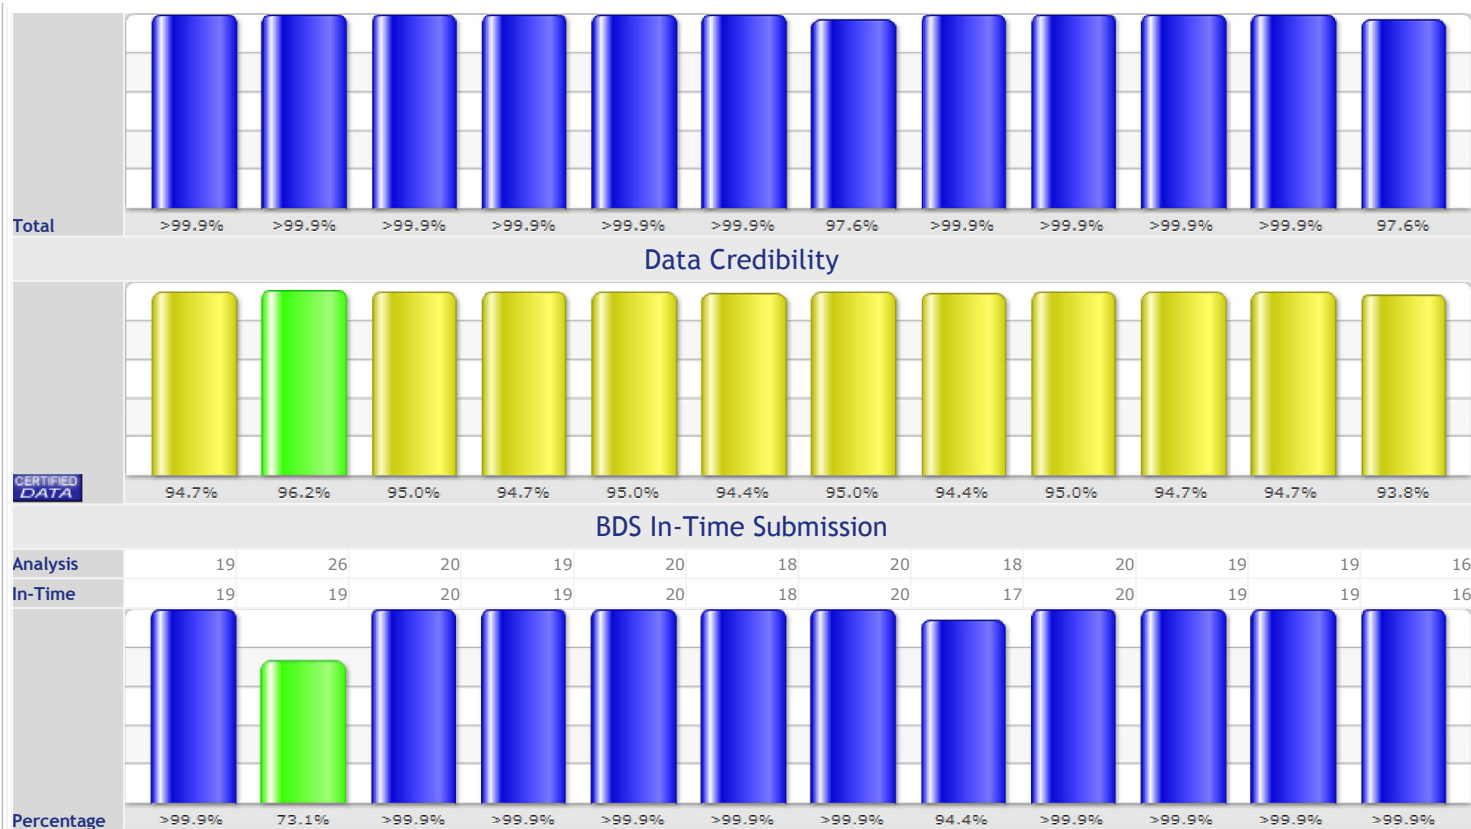 Total >99.9% >99.9% >99.9% >99.9% >99.9% >99.9% 97.6% >99.9% >99.9% >99.9% >99.9% 97.6%
Data Credibility
CERTIFIED
DATA 94.7% 96.2% 95.0% 94.7% 95.0% 94.4% 95.0% 94.4% 95.0% 94.7% 94.7% 93.8%
BDS In-Time Submission
Analysis 19 26 20 19 20 18 20 18 20 19 19 16
In-Time 19 19 20 19 20 18 20 17 20 19 19 16
Percentage >99.9% 73.1% >99.9% >99.9% >99.9% >99.9% >99.9% 94.4% >99.9% >99.9% >99.9% >99.9%